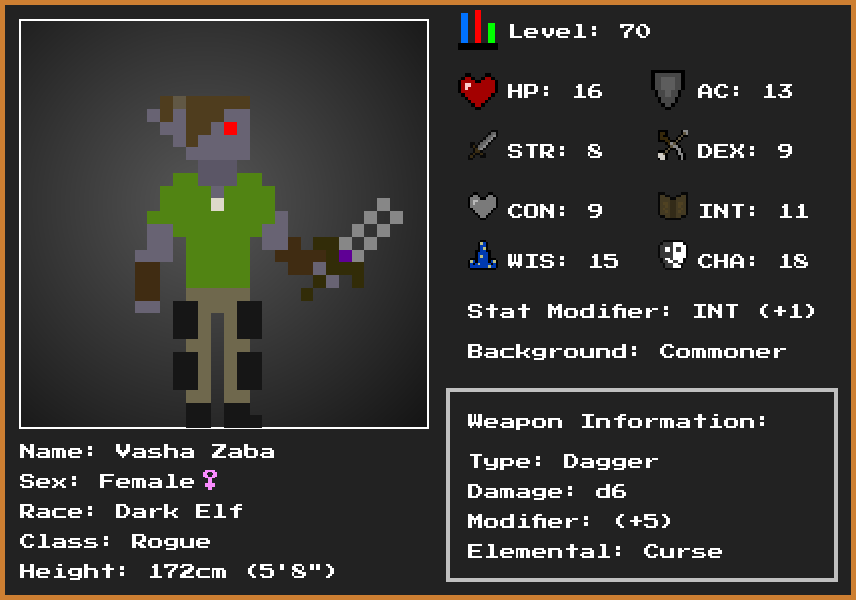 Level: 70
HP: 16
AC: 13
STR: 8
DEX: 9
CON: 9
INT: 11
WIS: 15
CHA: 18
Stat Modifier: INT (+1)
Background: Commoner
Weapon Information:
Type: Dagger
Damage: d6
Modifier: (+5)
Elemental: Curse
Name: Vasha Zaba
Sex: Female♀
Race: Dark Elf
Class: Rogue
Height: 172cm (5'8")